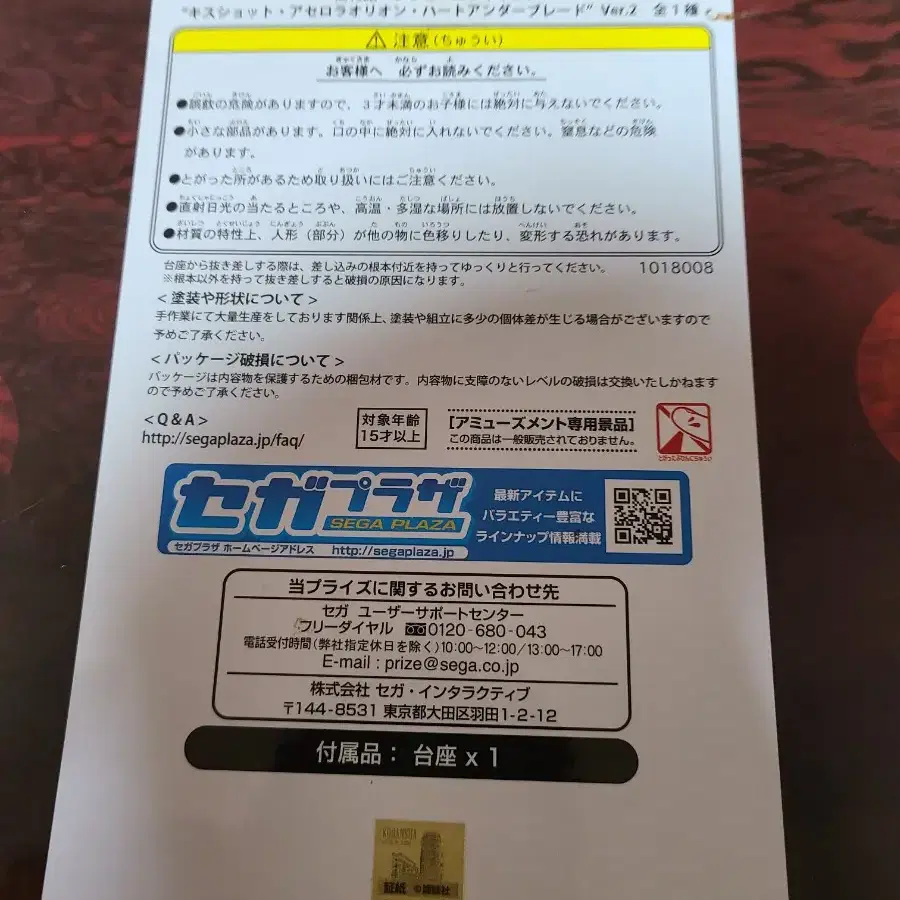 "キスショット・アセロラオリオン・ハートアンダーブレード" Ver.2 全1種
注意(ちゅうい)
お客様へ 必ずお読みください。
●誤飲の危険がありますので、3才未満のお子様には絶対に与えないでください。
●小さな部品があります。口の中に絶対に入れないでください。窒息などの危険
があります。
●とがった所があるため取り扱いにはご注意ください。
●直射日光の当たるところや、高温・多湿な場所には放置しないでください。
●材質の特性上、人形(部分)が他の物に色移りしたり、変形する恐れがあります。
台座から抜き差しする際は、差し込みの根本付近を持ってゆっくりと行ってください。 1018008
※根本以外を持って抜き差しすると破損の原因になります。
<塗装や形状について>
手作業にて大量生産をしております関係上、塗装や組立に多少の個体差が生じる場合がございますので
予めご了承ください。
<パッケージ破損について>
パッケージは内容物を保護するための梱包材です。内容物に支障のないレベルの破損は交換いたしかねます
ので予めご了承ください。
<Q&A>
http://segaplaza.jp/faq/
対象年齢
15才以上
[アミューズメント専用景品]
この商品は一般販売されておりません。
セガプラザ
SEGA PLAZA
セガプラザ ホームページアドレス http://segaplaza.jp
最新アイテムに
バラエティー豊富な
ラインナップ情報満載
当プライズに関するお問い合わせ先
セガ ユーザーサポートセンター
フリーダイヤル 0120-680-043
電話受付時間(弊社指定休日を除く)10:00~12:00/13:00~17:00
E-mail : prize@sega.co.jp
株式会社 セガ・インタラクティブ
〒144-8531 東京都大田区羽田1-2-12
付属品: 台座 x 1
KODANSHA
証紙 ©講談社